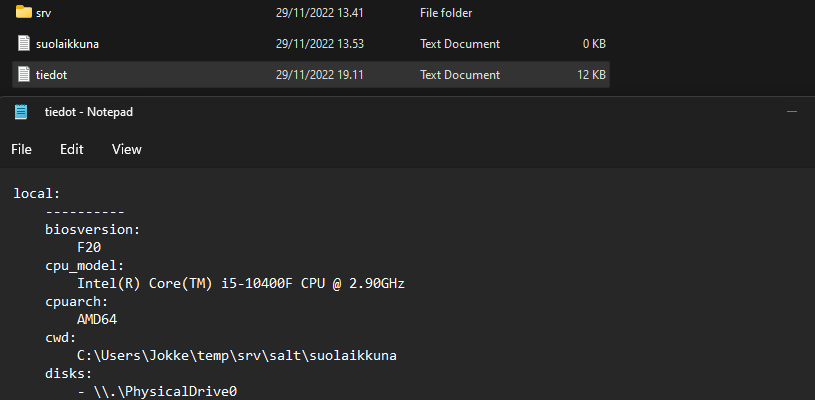 srv 29/11/2022 13.41 File folder
suolaikkuna 29/11/2022 13.53 Text Document 0 KB
tiedot 29/11/2022 19.11 Text Document 12 KB
tiedot - Notepad
File Edit View
local:
----------
biosversion:
F20
cpu_model:
Intel(R) Core(TM) i5-10400F CPU @ 2.90GHz
cpuarch:
AMD64
cwd:
C:\Users\Jokke\temp\srv\salt\suolaikkuna
disks:
- \\.\PhysicalDrive0